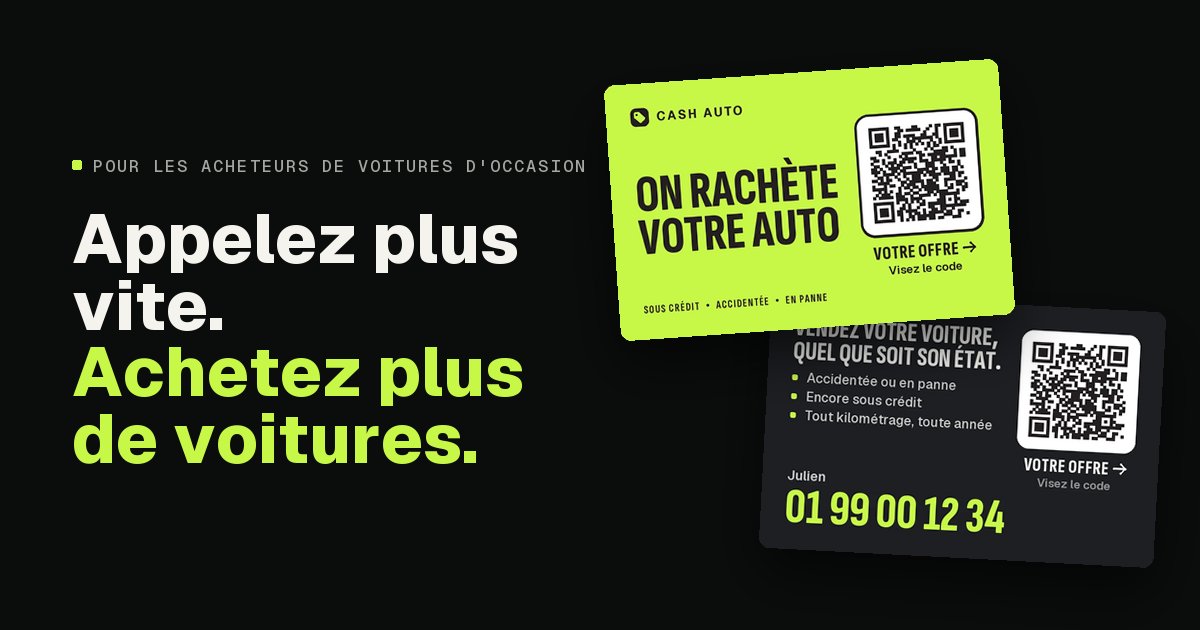 POUR LES ACHETEURS DE VOITURES D'OCCASION
Appelez plus
vite.
Achetez plus
de voitures.
CASH AUTO
ON RACHÈTE
VOTRE AUTO
VOTRE OFFRE →
Visez le code
SOUS CRÉDIT • ACCIDENTÉE • EN PANNE
VENDEZ VOTRE VOITURE,
QUEL QUE SOIT SON ÉTAT.
Accidentée ou en panne
Encore sous crédit
Tout kilométrage, toute année
VOTRE OFFRE →
Visez le code
Julien
01 99 00 12 34